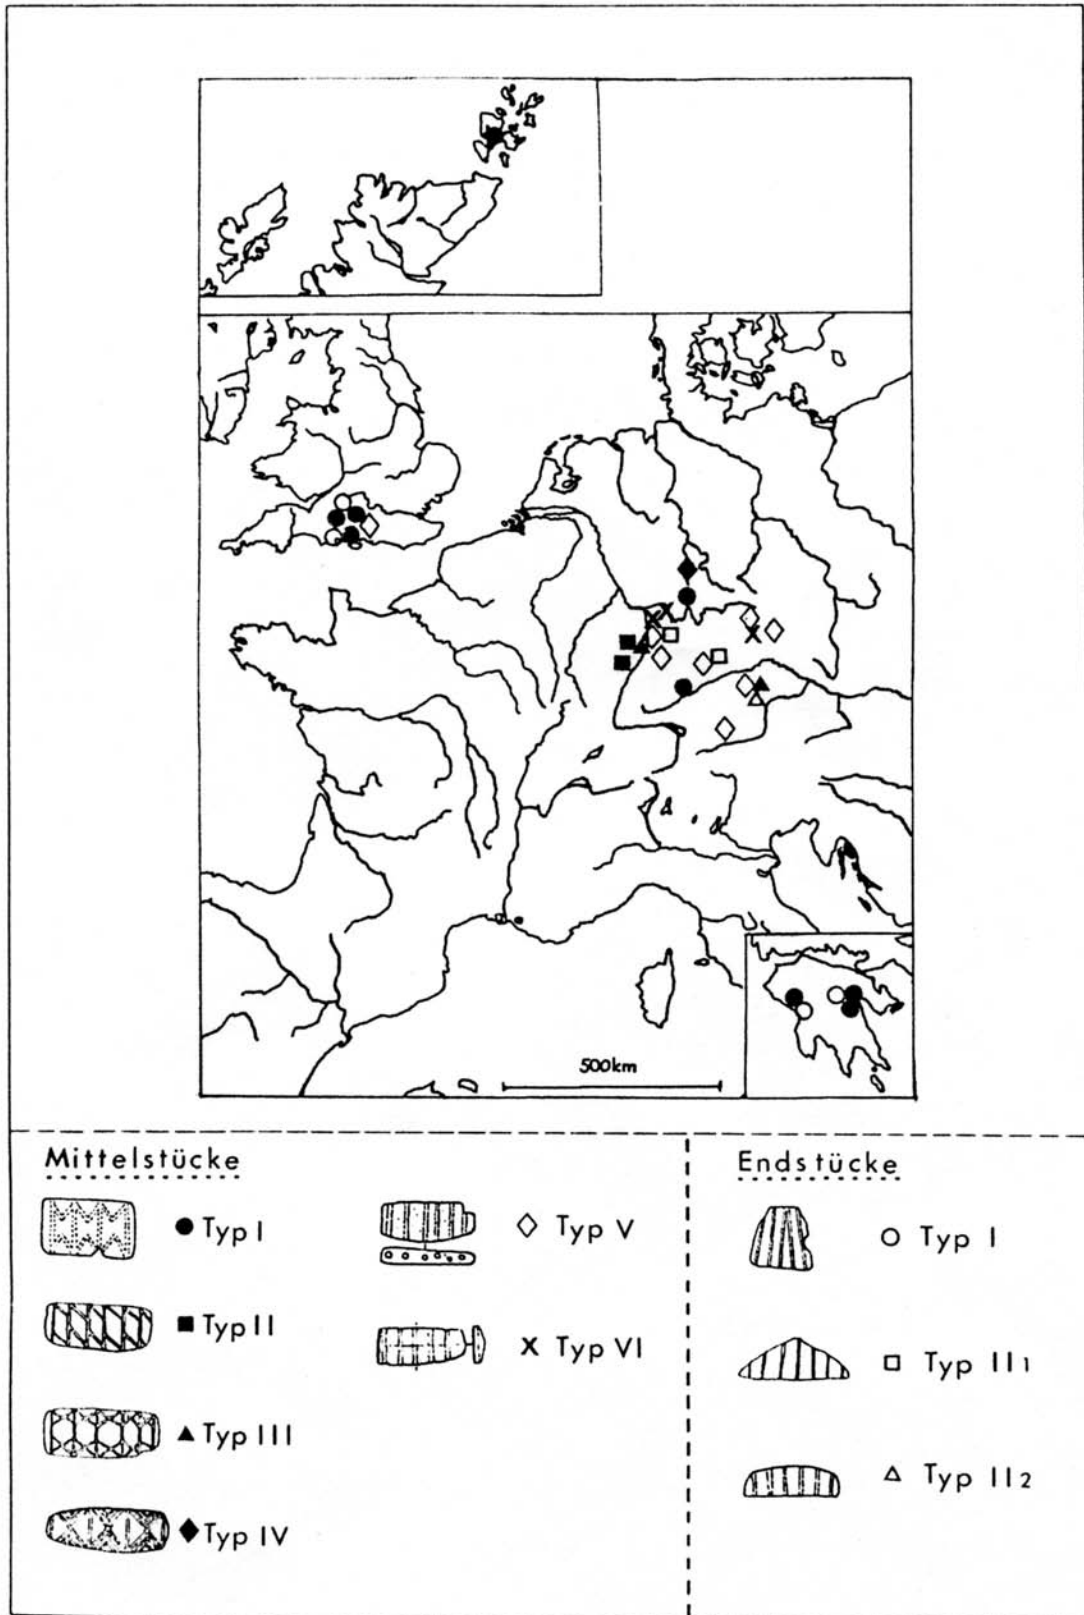 500km
Mittelstücke
Typ I
Typ II
Typ III
Typ IV
Typ V
Typ VI
Endstücke
Typ I
Typ II1
Typ II2